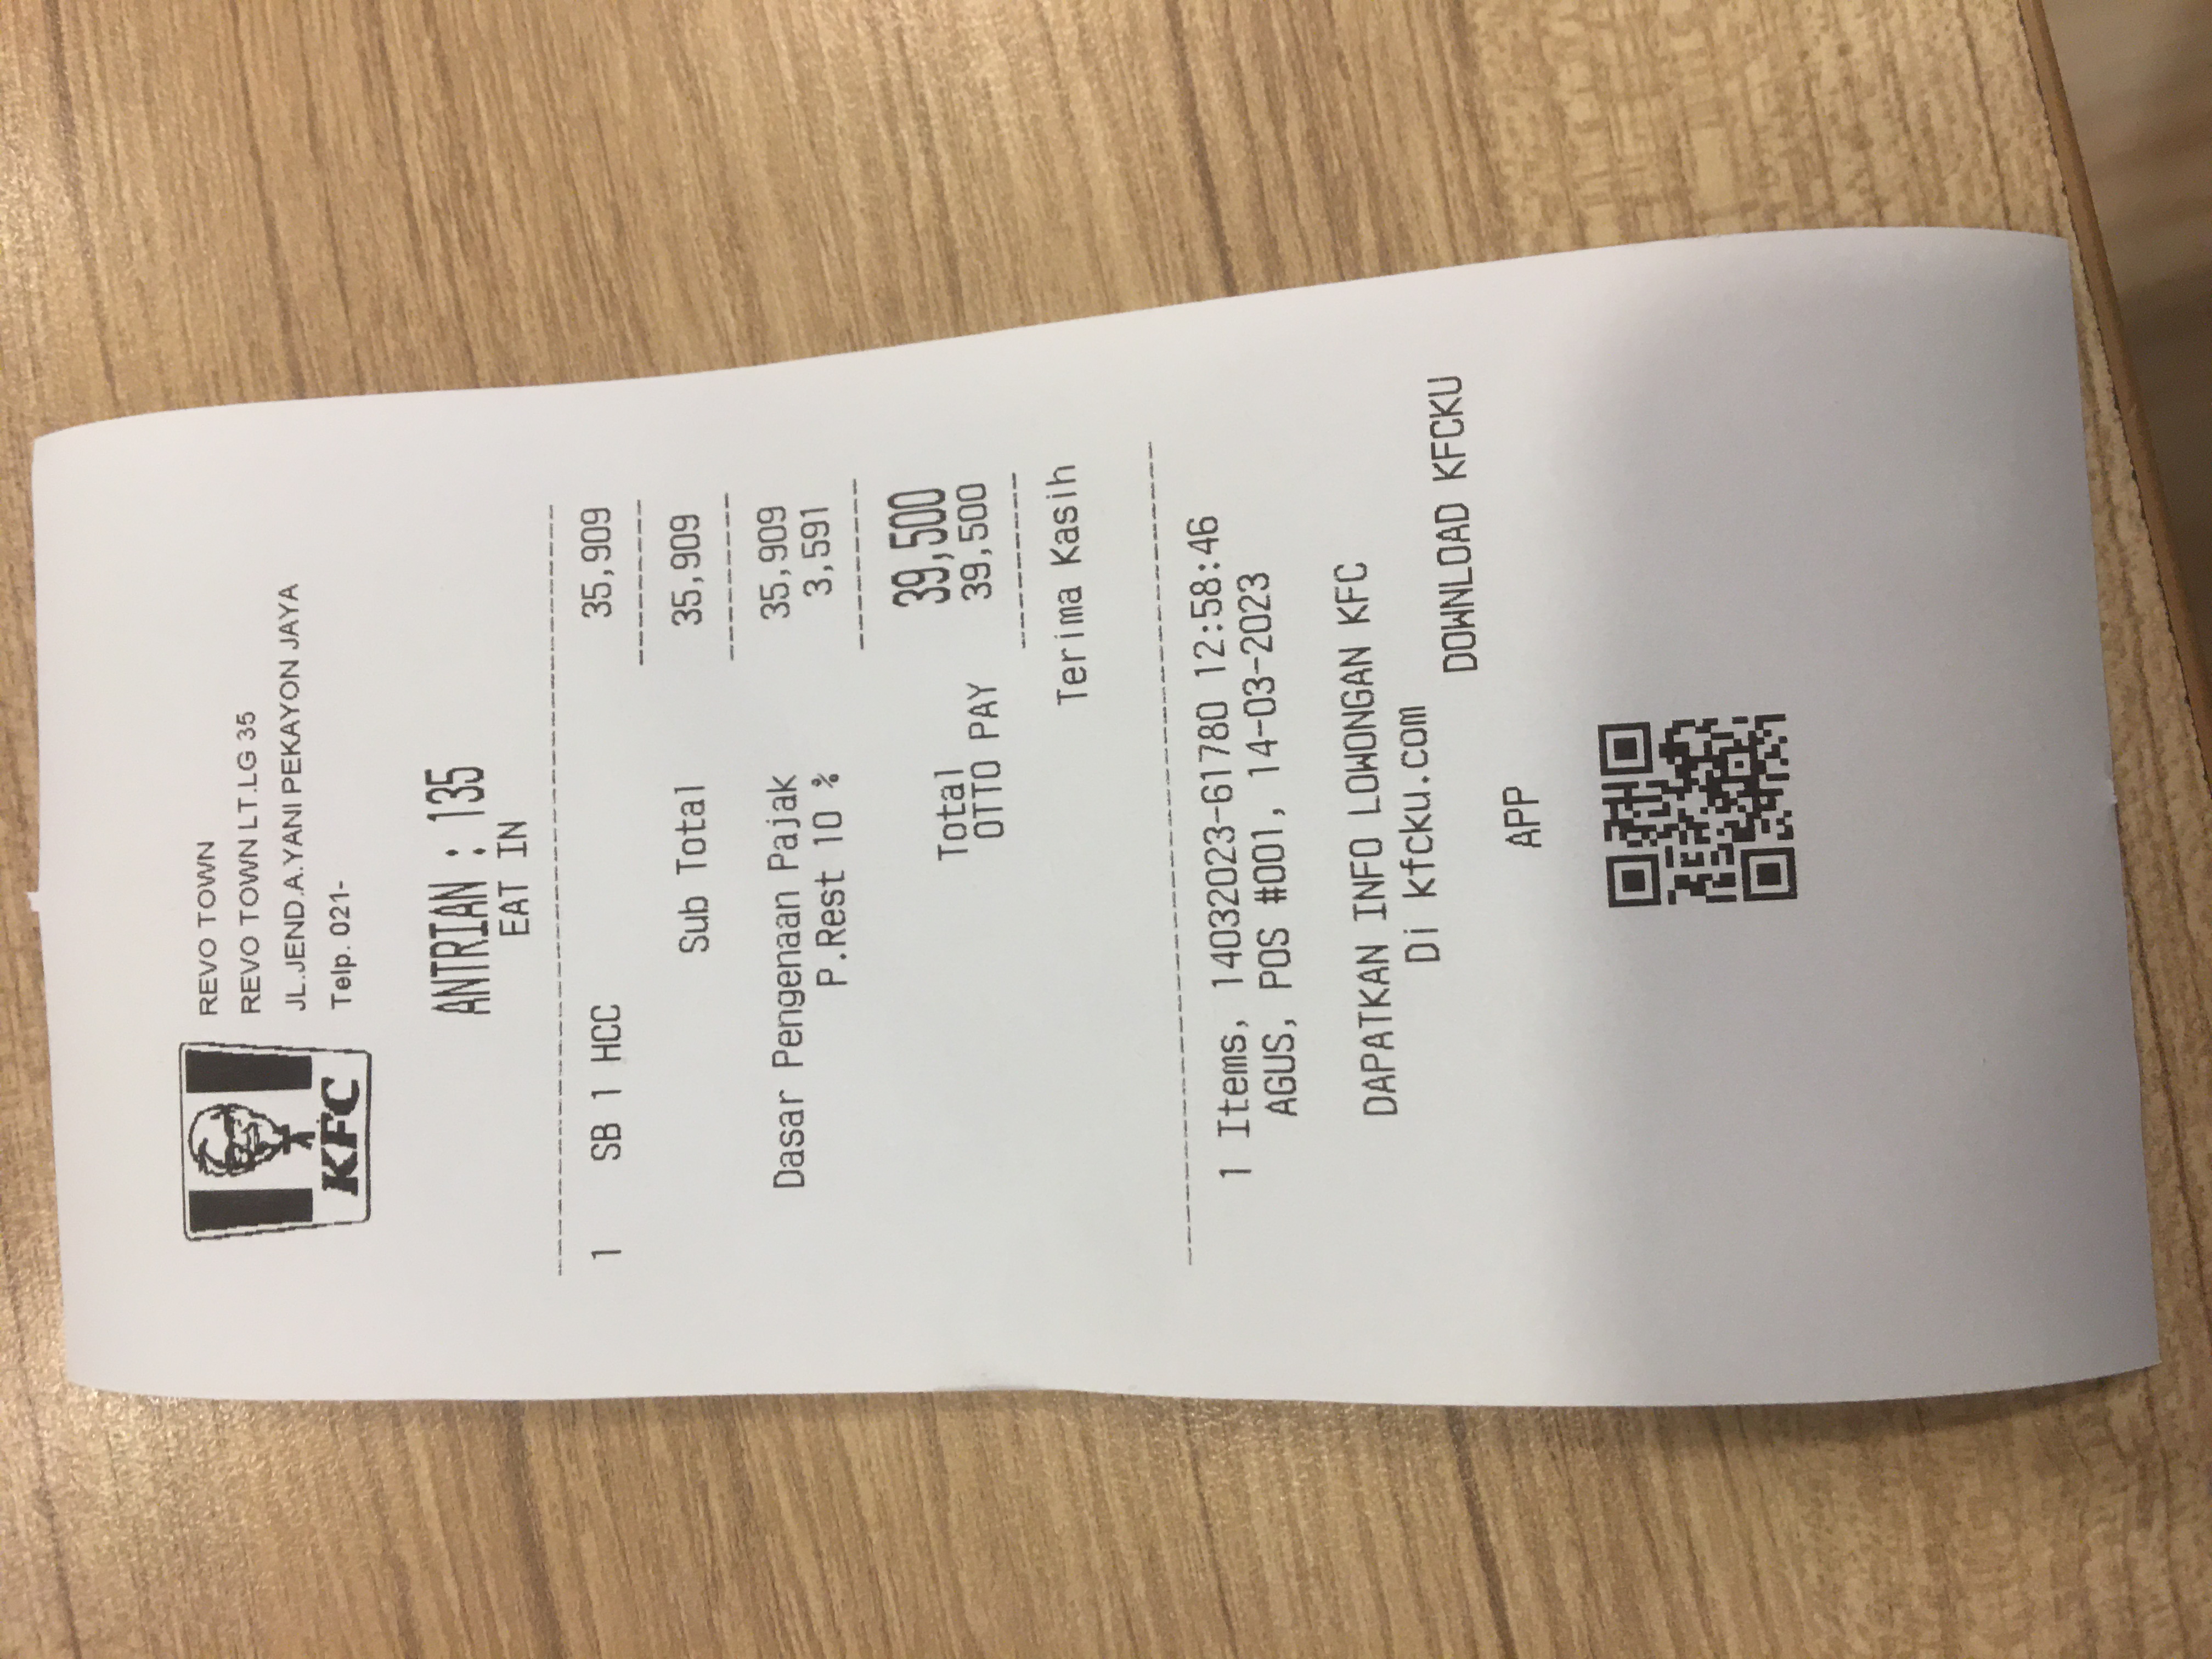 KFC
REVO TOWN
REVO TOWN LT.LG 35
JL.JEND.A.YANI PEKAYON JAYA
Telp. 021-
ANTRIAN : 135
EAT IN
1 SB 1 HCC 35,909
Sub Total 35,909
Dasar Pengenaan Pajak 35,909
P.Rest 10 % 3,591
Total 39,500
OTTO PAY 39,500
Terima Kasih
1 Items, 14032023-61780 12:58:46
AGUS, POS #001, 14-03-2023
DAPATKAN INFO LOWONGAN KFC
Di kfcku.com
DOWNLOAD KFCKU
APP